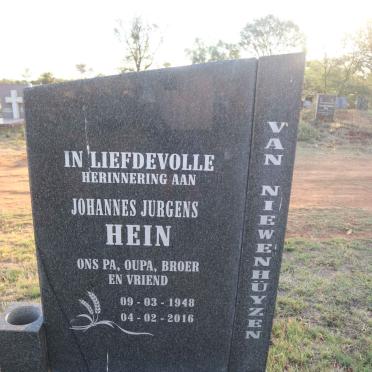 IN LIEFDEVOLLE
HERINNERING AAN
JOHANNES JURGENS
HEIN
ONS PA, OUPA, BROER
EN VRIEND
09-03-1948
04-02-2016
VAN NIEWENHÜYZEN